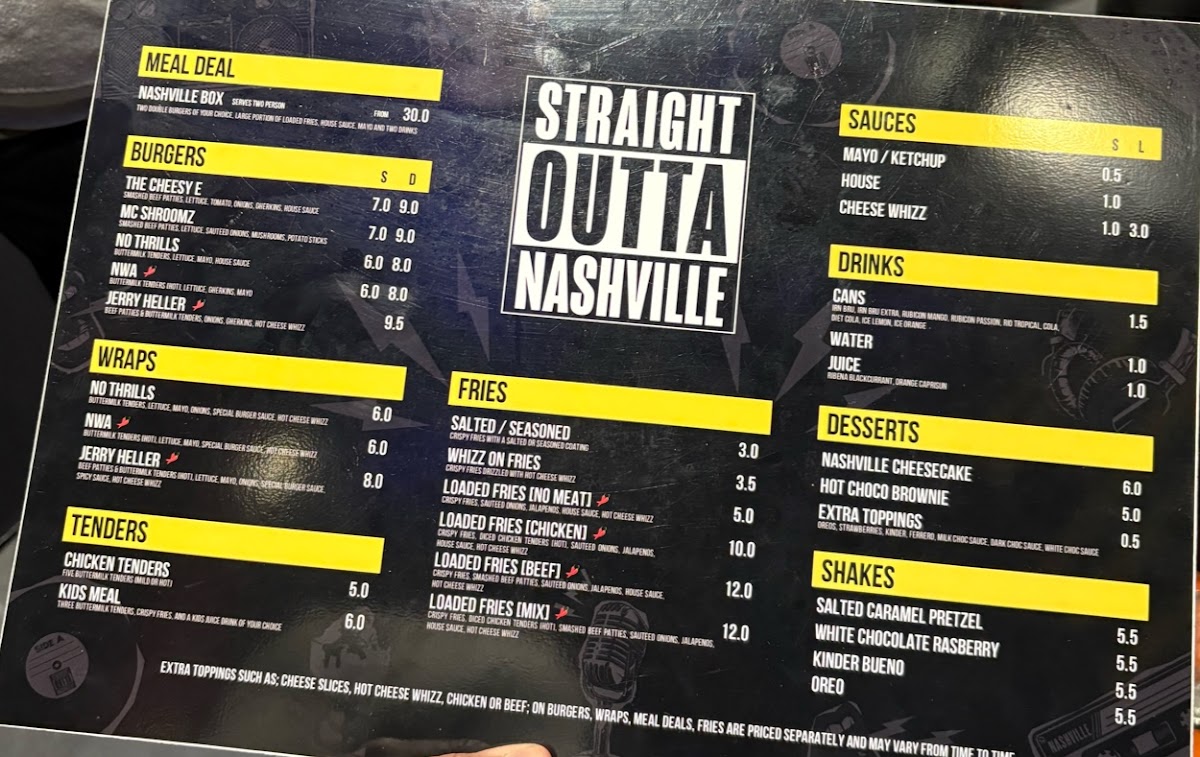 MEAL DEAL
NASHVILLE BOX SERVES TWO PERSON FROM 30.0
TWO DOUBLE BURGERS OF YOUR CHOICE, LARGE PORTION OF LOADED FRIES, HOUSE SAUCE, MAYO AND TWO DRINKS
BURGERS S D
THE CHEESY E 7.0 9.0
SMASHED BEEF PATTIES, LETTUCE, TOMATO, ONIONS, GHERKINS, HOUSE SAUCE
MC SHROOMZ 7.0 9.0
SMASHED BEEF PATTIES, LETTUCE, SAUTEED ONIONS, MUSHROOMS, POTATO STICKS
NO THRILLS 6.0 8.0
BUTTERMILK TENDERS, LETTUCE, MAYO, HOUSE SAUCE
NWA 6.0 8.0
BUTTERMILK TENDERS (HOT), LETTUCE, GHERKINS, MAYO
JERRY HELLER 9.5
BEEF PATTIES & BUTTERMILK TENDERS, ONIONS, GHERKINS, HOT CHEESE WHIZZ
WRAPS
NO THRILLS 6.0
BUTTERMILK TENDERS, LETTUCE, MAYO, ONIONS, SPECIAL BURGER SAUCE, HOT CHEESE WHIZZ
NWA 6.0
BUTTERMILK TENDERS (HOT), LETTUCE, MAYO, SPECIAL BURGER SAUCE, HOT CHEESE WHIZZ
JERRY HELLER 8.0
BEEF PATTIES & BUTTERMILK TENDERS (HOT), LETTUCE, MAYO, ONIONS, SPECIAL BURGER SAUCE,
SPICY SAUCE, HOT CHEESE WHIZZ
TENDERS
CHICKEN TENDERS 5.0
FIVE BUTTERMILK TENDERS (MILD OR HOT)
KIDS MEAL 6.0
THREE BUTTERMILK TENDERS, CRISPY FRIES, AND A KIDS JUICE DRINK OF YOUR CHOICE
STRAIGHT
OUTTA
NASHVILLE
FRIES
SALTED / SEASONED 3.0
CRISPY FRIES WITH A SALTED OR SEASONED COATING
WHIZZ ON FRIES 3.5
CRISPY FRIES DRIZZLED WITH HOT CHEESE WHIZZ
LOADED FRIES [NO MEAT] 5.0
CRISPY FRIES, SAUTEED ONIONS, JALAPENOS, HOUSE SAUCE, HOT CHEESE WHIZZ
LOADED FRIES [CHICKEN] 10.0
CRISPY FRIES, DICED CHICKEN TENDERS (HOT), SAUTEED ONIONS, JALAPENOS,
HOUSE SAUCE, HOT CHEESE WHIZZ
LOADED FRIES [BEEF] 12.0
CRISPY FRIES, SMASHED BEEF PATTIES, SAUTEED ONIONS, JALAPENOS, HOUSE SAUCE,
HOT CHEESE WHIZZ
LOADED FRIES [MIX] 12.0
CRISPY FRIES, DICED CHICKEN TENDERS (HOT), SMASHED BEEF PATTIES, SAUTEED ONIONS, JALAPENOS,
HOUSE SAUCE, HOT CHEESE WHIZZ
SAUCES S L
MAYO / KETCHUP 0.5
HOUSE 1.0
CHEESE WHIZZ 1.0 3.0
DRINKS
CANS 1.5
IRN BRU, IRN BRU EXTRA, RUBICON MANGO, RUBICON PASSION, RIO TROPICAL, COLA,
DIET COLA, ICE LEMON, ICE ORANGE
WATER 1.0
JUICE 1.0
RIBENA BLACKCURRANT, ORANGE CAPRISUN
DESSERTS
NASHVILLE CHEESECAKE 6.0
HOT CHOCO BROWNIE 5.0
EXTRA TOPPINGS 0.5
OREOS, STRAWBERRIES, KINDER, FERRERO, MILK CHOC SAUCE, DARK CHOC SAUCE, WHITE CHOC SAUCE
SHAKES
SALTED CARAMEL PRETZEL 5.5
WHITE CHOCOLATE RASBERRY 5.5
KINDER BUENO 5.5
OREO 5.5
EXTRA TOPPINGS SUCH AS; CHEESE SLICES, HOT CHEESE WHIZZ, CHICKEN OR BEEF; ON BURGERS, WRAPS, MEAL DEALS, FRIES ARE PRICED SEPARATELY AND MAY VARY FROM TIME TO TIME
NASHVILLE